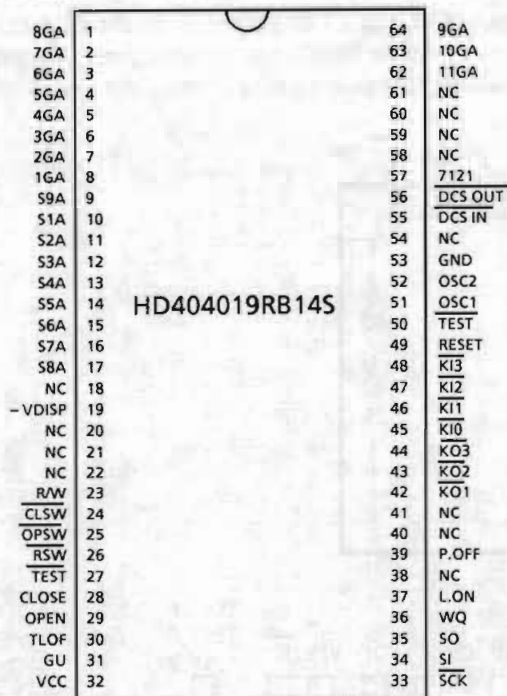 8GA 1 64 9GA
7GA 2 63 10GA
6GA 3 62 11GA
5GA 4 61 NC
4GA 5 60 NC
3GA 6 59 NC
2GA 7 58 NC
1GA 8 57 7121
S9A 9 56 DCS OUT
S1A 10 55 DCS IN
S2A 11 54 NC
S3A 12 53 GND
S4A 13 52 OSC2
S5A 14 HD404019RB14S 51 OSC1
S6A 15 50 TEST
S7A 16 49 RESET
S8A 17 48 KI3
NC 18 47 KI2
–VDISP 19 46 KI1
NC 20 45 KI0
NC 21 44 KO3
NC 22 43 KO2
R/W 23 42 KO1
CLSW 24 41 NC
OPSW 25 40 NC
RSW 26 39 P.OFF
TEST 27 38 NC
CLOSE 28 37 L.ON
OPEN 29 36 WQ
TLOF 30 35 SO
GU 31 34 SI
VCC 32 33 SCK